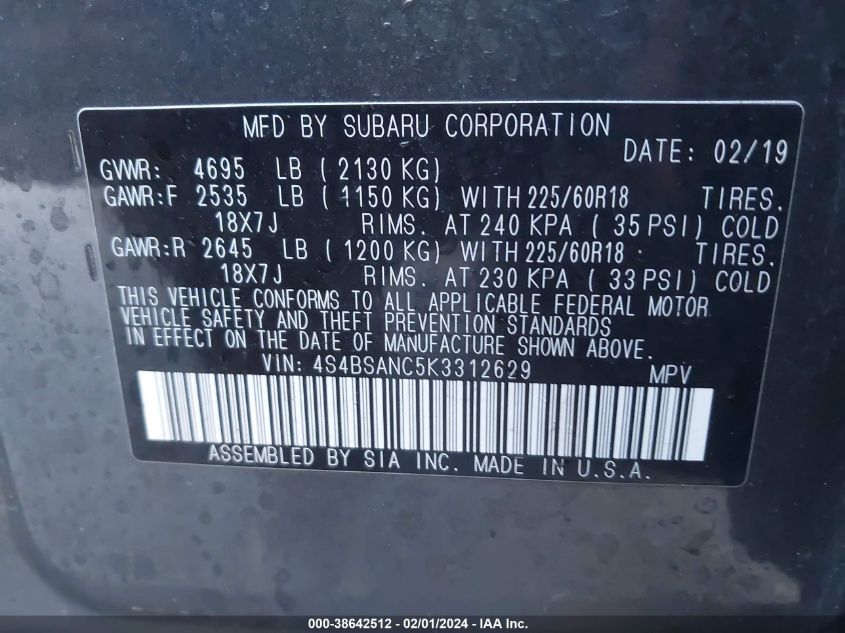 MFD BY SUBARU CORPORATION
DATE: 02/19
GVWR: 4695 LB ( 2130 KG)
GAWR:F 2535 LB ( 1150 KG) WITH 225/60R18 TIRES.
18X7J RIMS. AT 240 KPA ( 35 PSI) COLD
GAWR:R 2645 LB ( 1200 KG) WITH 225/60R18 TIRES.
18X7J RIMS. AT 230 KPA ( 33 PSI) COLD
THIS VEHICLE CONFORMS TO ALL APPLICABLE FEDERAL MOTOR
VEHICLE SAFETY AND THEFT PREVENTION STANDARDS
IN EFFECT ON THE DATE OF MANUFACTURE SHOWN ABOVE.
VIN: 4S4BSANC5K3312629 MPV
ASSEMBLED BY SIA INC. MADE IN U.S.A.
000-38642512 - 02/01/2024 - IAA Inc.